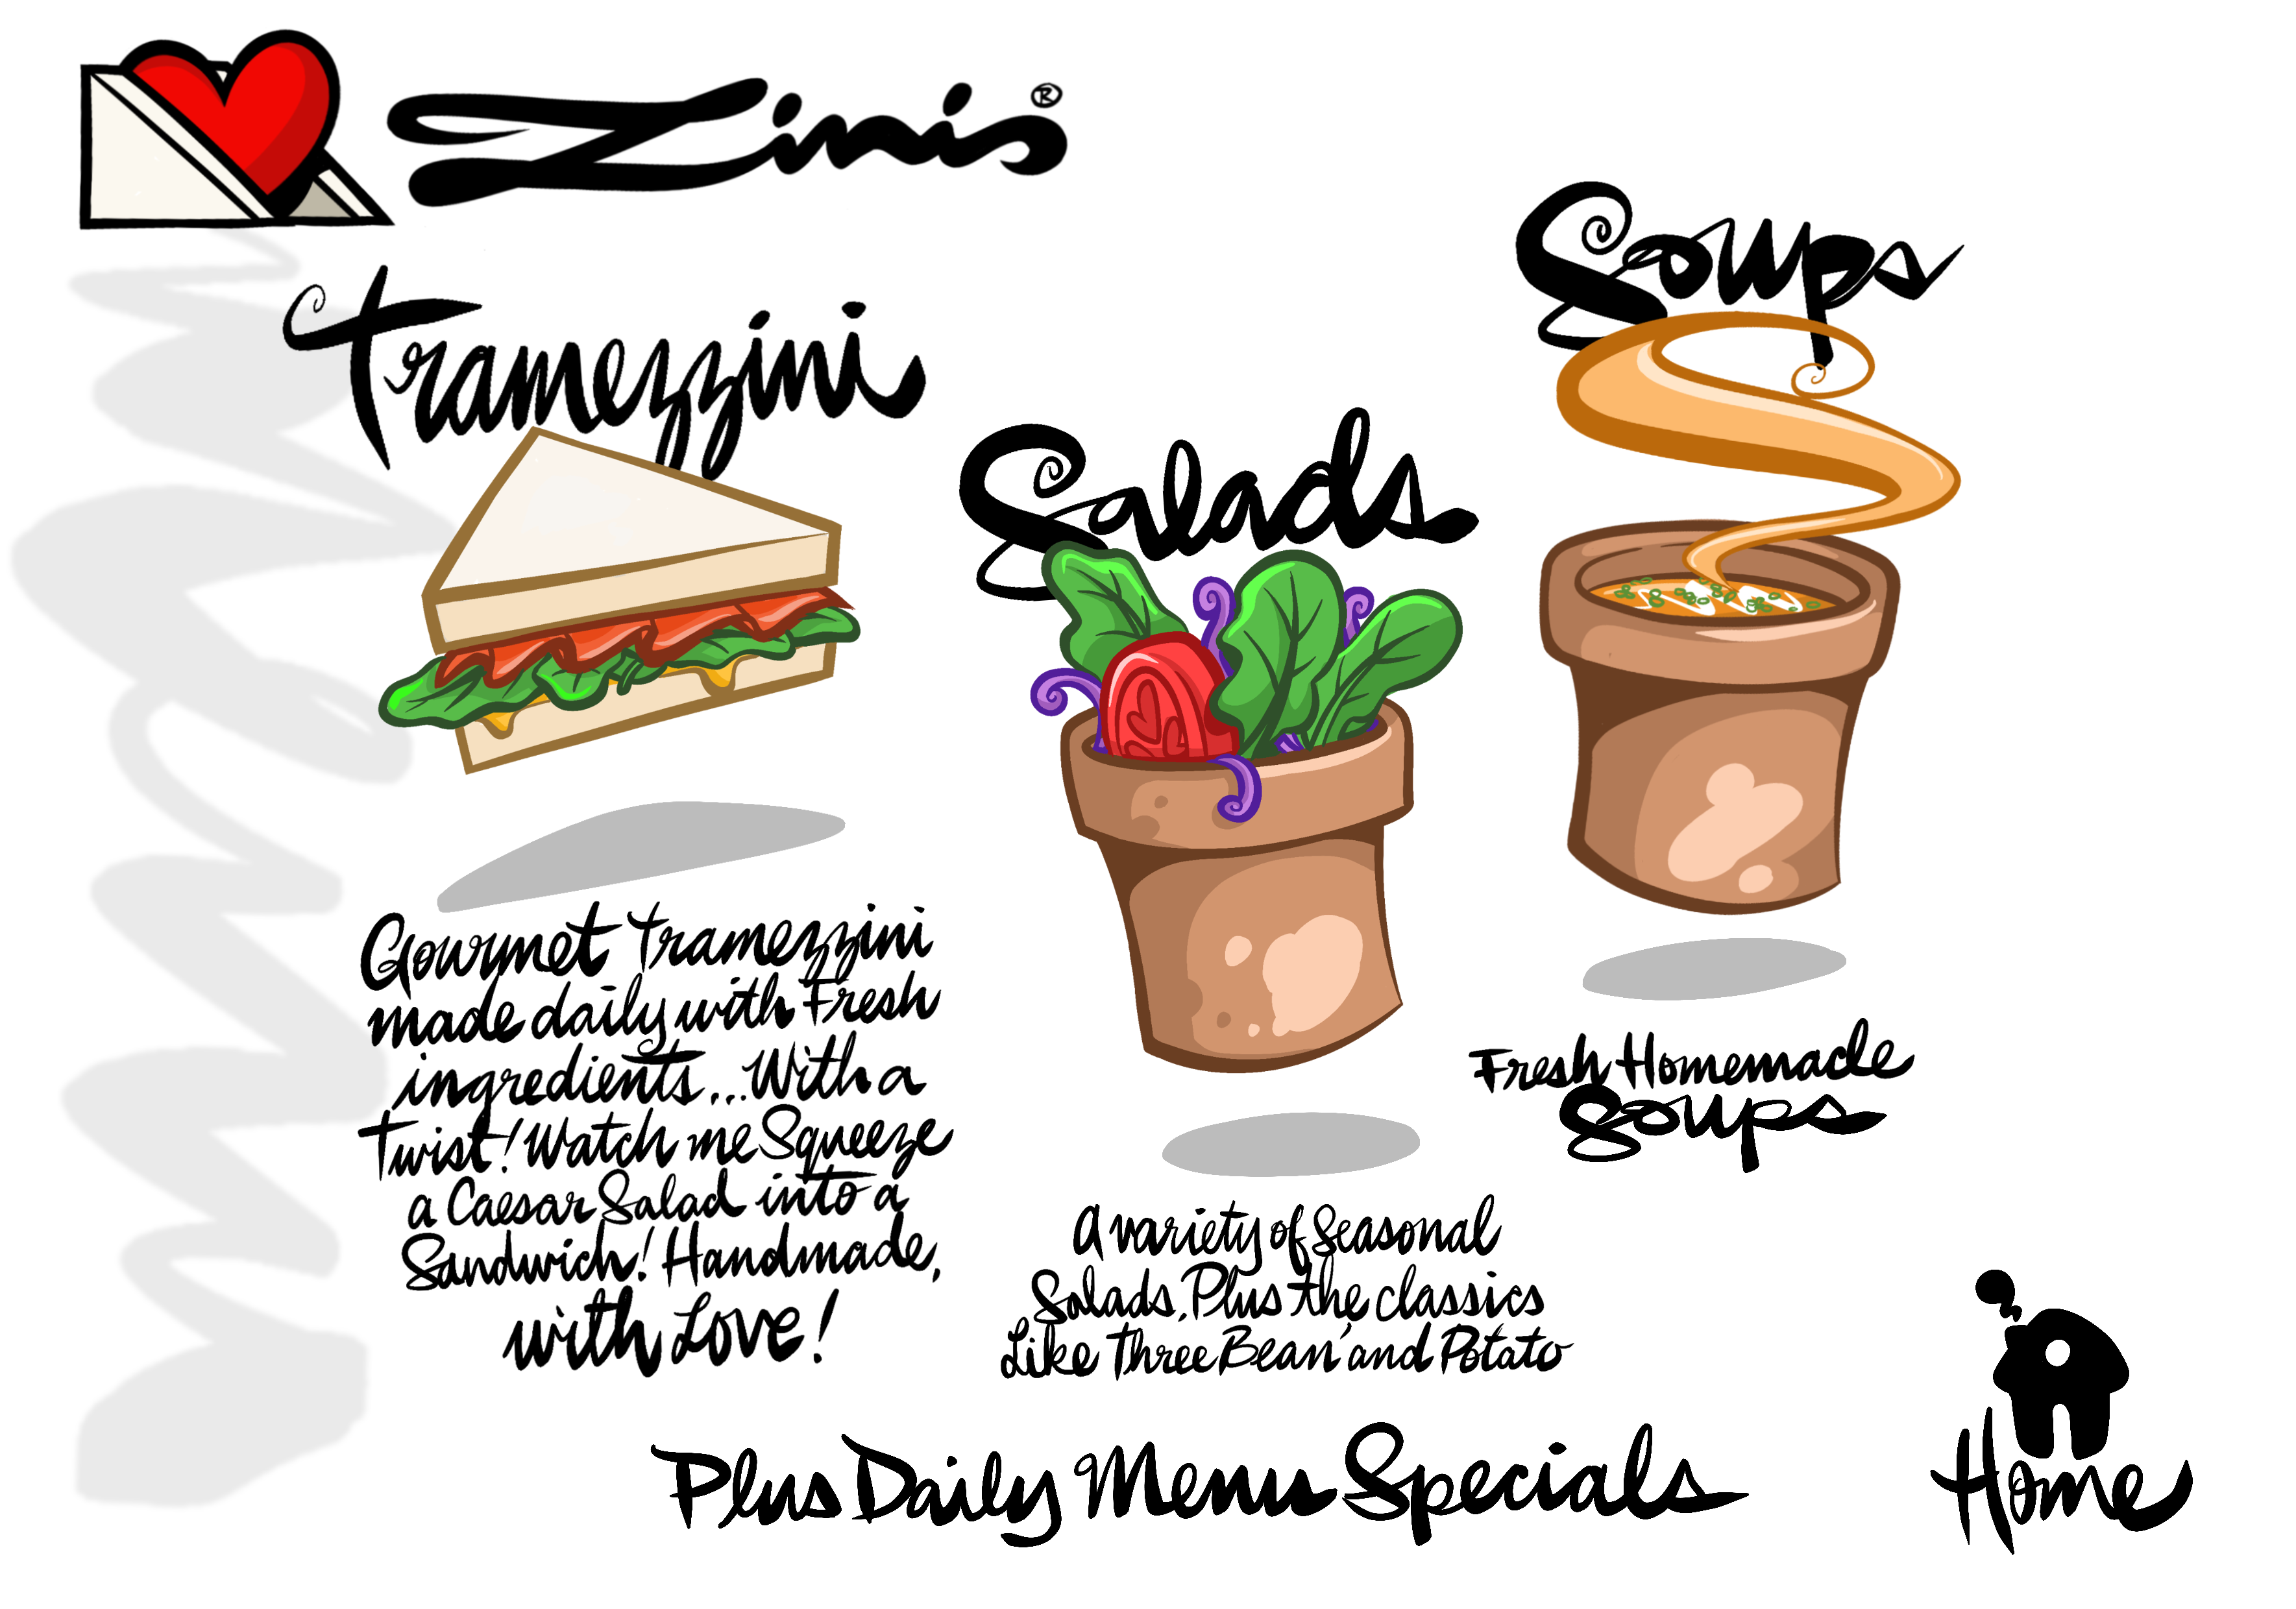 Zinis®
Tramezzini
Gourmet Tramezzini
made daily with Fresh
ingredients...With a
Twist! Watch me Squeeze
a Caesar Salad into a
Sandwich! Handmade,
with Love!
Salads
A variety of Seasonal
Salads, Plus the classics
Like Three Bean and Potato
Soups
Fresh Homemade
Soups
Plus Daily Menu Specials
Home